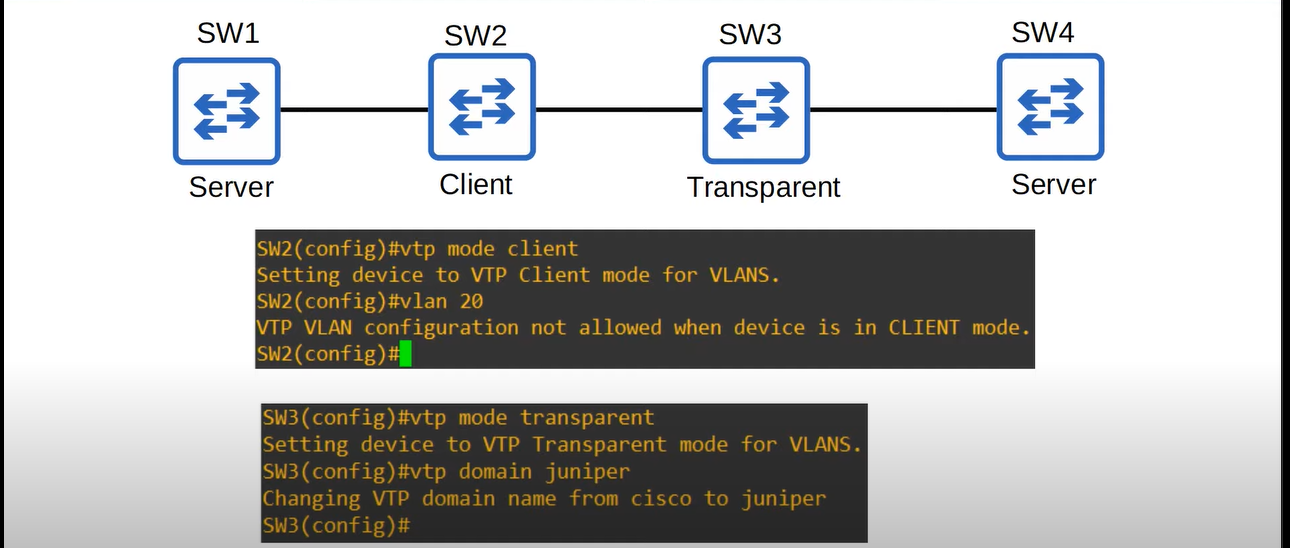 SW1 SW2 SW3 SW4
Server Client Transparent Server
SW2(config)#vtp mode client
Setting device to VTP Client mode for VLANS.
SW2(config)#vlan 20
VTP VLAN configuration not allowed when device is in CLIENT mode.
SW2(config)#
SW3(config)#vtp mode transparent
Setting device to VTP Transparent mode for VLANS.
SW3(config)#vtp domain juniper
Changing VTP domain name from cisco to juniper
SW3(config)#